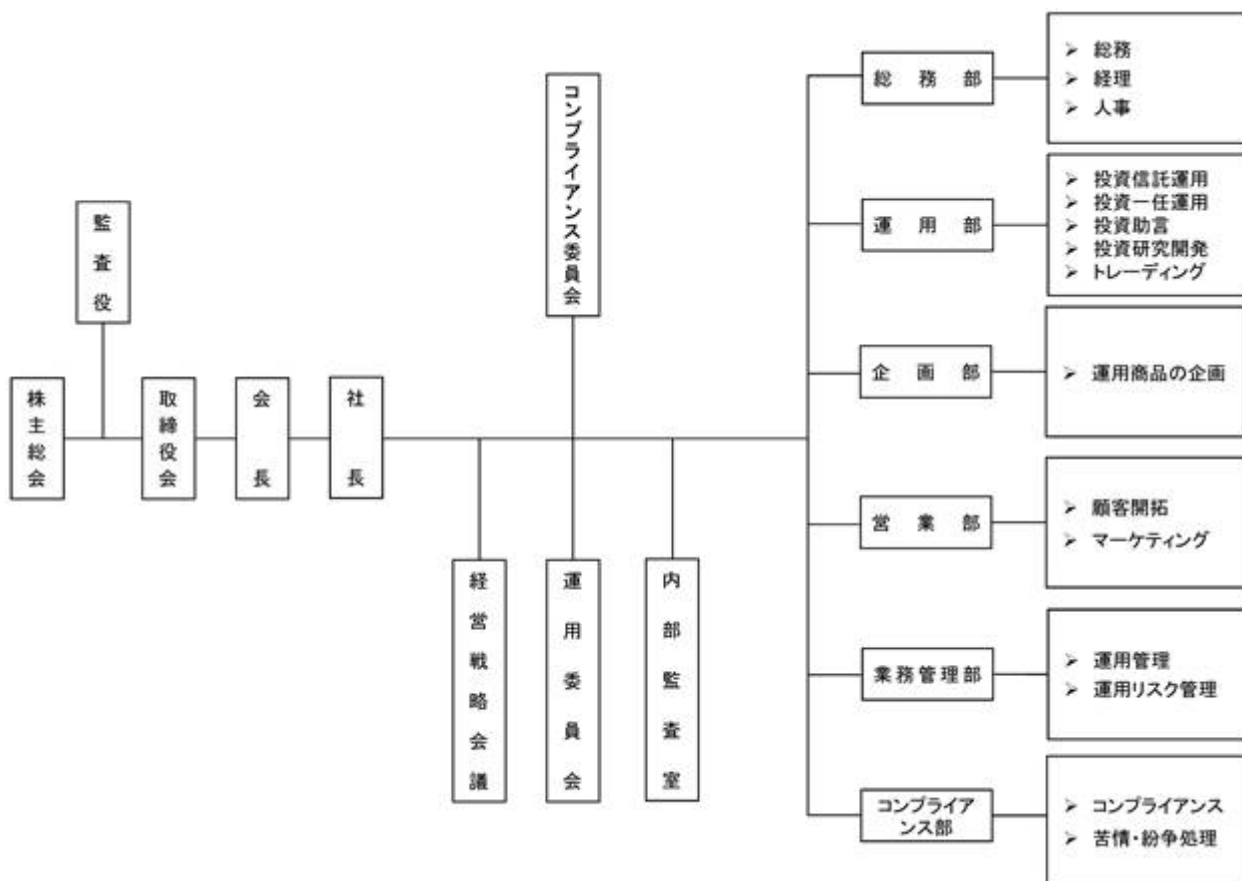 監査役
株主総会
取締役会
会長
社長
コンプライアンス委員会
経営戦略会議
運用委員会
内部監査室
総務部
➢ 総務
➢ 経理
➢ 人事
運用部
➢ 投資信託運用
➢ 投資一任運用
➢ 投資助言
➢ 投資研究開発
➢ トレーディング
企画部
➢ 運用商品の企画
営業部
➢ 顧客開拓
➢ マーケティング
業務管理部
➢ 運用管理
➢ 運用リスク管理
コンプライア
ンス部
➢ コンプライアンス
➢ 苦情・紛争処理